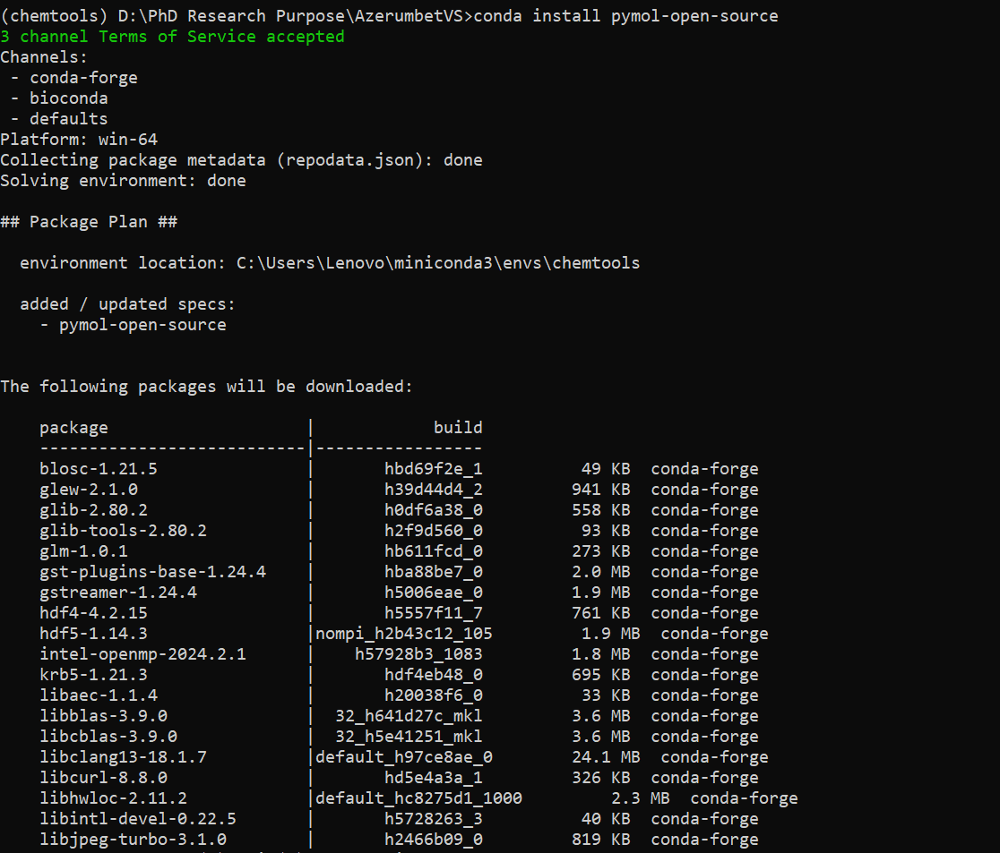 (chemtools) D:\PhD Research Purpose\AzerumbetVS>conda install pymol-open-source
3 channel Terms of Service accepted
Channels:
 - conda-forge
 - bioconda
 - defaults
Platform: win-64
Collecting package metadata (repodata.json): done
Solving environment: done
## Package Plan ##
  environment location: C:\Users\Lenovo\miniconda3\envs\chemtools
  added / updated specs:
    - pymol-open-source
The following packages will be downloaded:
    package                    |            build
    ---------------------------|-----------------
    blosc-1.21.5               |       hbd69f2e_1          49 KB  conda-forge
    glew-2.1.0                 |       h39d44d4_2         941 KB  conda-forge
    glib-2.80.2                |       h0df6a38_0         558 KB  conda-forge
    glib-tools-2.80.2          |       h2f9d560_0          93 KB  conda-forge
    glm-1.0.1                  |       hb611fcd_0         273 KB  conda-forge
    gst-plugins-base-1.24.4    |       hba88be7_0         2.0 MB  conda-forge
    gstreamer-1.24.4           |       h5006eae_0         1.9 MB  conda-forge
    hdf4-4.2.15                |       h5557f11_7         761 KB  conda-forge
    hdf5-1.14.3                |nompi_h2b43c12_105         1.9 MB  conda-forge
    intel-openmp-2024.2.1      |    h57928b3_1083         1.8 MB  conda-forge
    krb5-1.21.3                |       hdf4eb48_0         695 KB  conda-forge
    libaec-1.1.4               |       h20038f6_0          33 KB  conda-forge
    libblas-3.9.0              |  32_h641d27c_mkl         3.6 MB  conda-forge
    libcblas-3.9.0             |  32_h5e41251_mkl         3.6 MB  conda-forge
    libclang13-18.1.7          |default_h97ce8ae_0        24.1 MB  conda-forge
    libcurl-8.8.0              |       hd5e4a3a_1         326 KB  conda-forge
    libhwloc-2.11.2            |default_hc8275d1_1000         2.3 MB  conda-forge
    libintl-devel-0.22.5       |       h5728263_3          40 KB  conda-forge
    libjpeg-turbo-3.1.0        |       h2466b09_0         819 KB  conda-forge